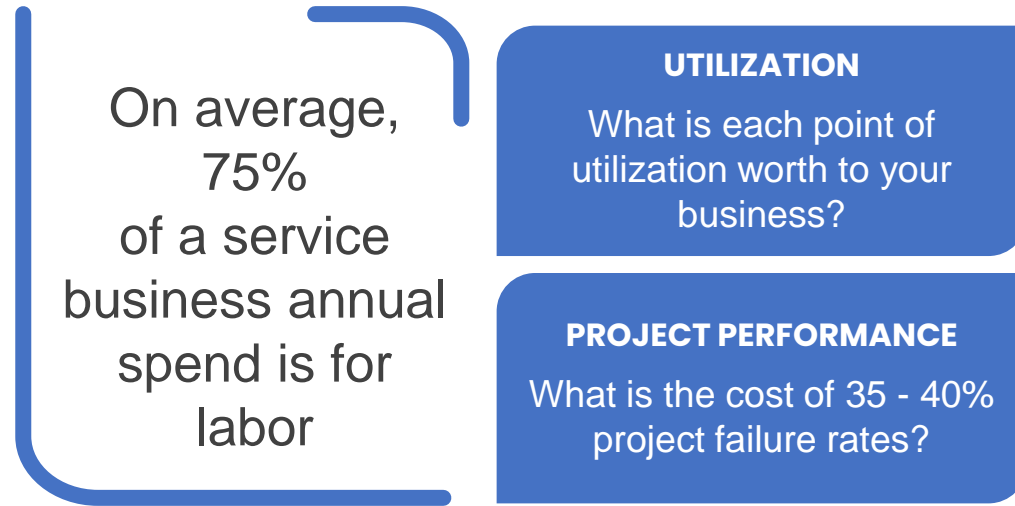 On average,
75%
of a service
business annual
spend is for
labor
UTILIZATION
What is each point of
utilization worth to your
business?
PROJECT PERFORMANCE
What is the cost of 35 - 40%
project failure rates?